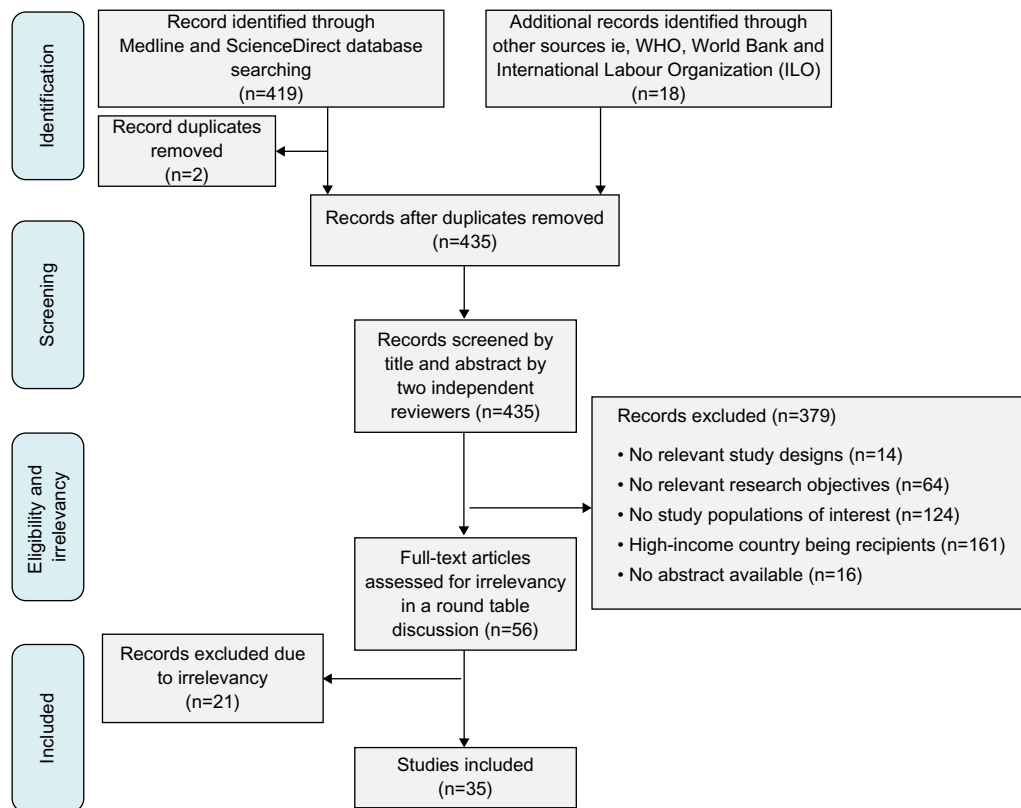 Identification
Record identified through
Medline and ScienceDirect database
searching
(n=419)
Additional records identified through
other sources ie, WHO, World Bank and
International Labour Organization (ILO)
(n=18)
Record duplicates
removed
(n=2)
Records after duplicates removed
(n=435)
Screening
Records screened by
title and abstract by
two independent
reviewers (n=435)
Records excluded (n=379)
• No relevant study designs (n=14)
• No relevant research objectives (n=64)
• No study populations of interest (n=124)
• High-income country being recipients (n=161)
• No abstract available (n=16)
Eligibility and
irrelevancy
Full-text articles
assessed for irrelevancy
in a round table
discussion (n=56)
Records excluded due
to irrelevancy
(n=21)
Included
Studies included
(n=35)